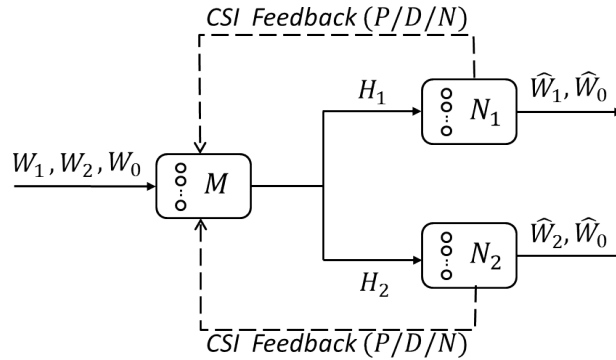 CSI Feedback (P/D/N)
H₁
N₁
Ŵ₁, Ŵ₀
W₁, W₂, W₀
M
H₂
N₂
Ŵ₂, Ŵ₀
CSI Feedback (P/D/N)